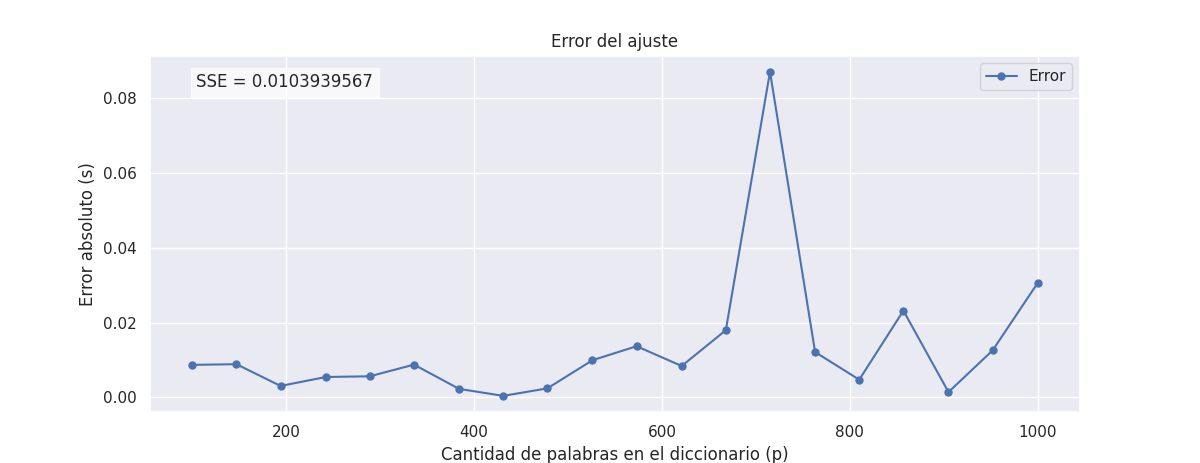 Error del ajuste
SSE = 0.0103939567
Error
Error absoluto (s)
0.08
0.06
0.04
0.02
0.00
200
400
600
800
1000
Cantidad de palabras en el diccionario (p)